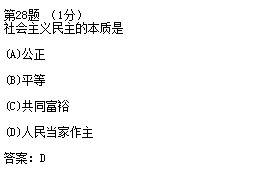 第28题 （1分）
社会主义民主的本质是
(A)公正
(B)平等
(C)共同富裕
(D)人民当家作主
答案：D